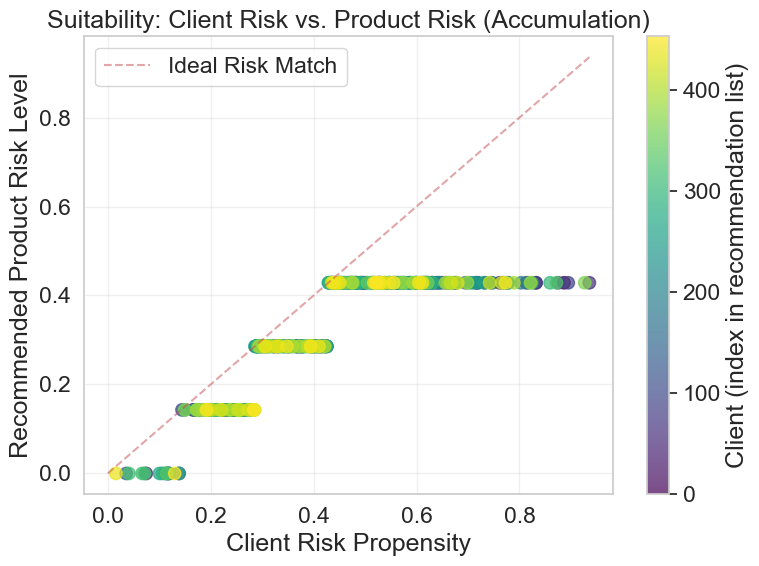 Suitability: Client Risk vs. Product Risk (Accumulation)
Ideal Risk Match
Recommended Product Risk Level
0.8
0.6
0.4
0.2
0.0
0.0 0.2 0.4 0.6 0.8
Client Risk Propensity
400
300
200
100
0
Client (index in recommendation list)